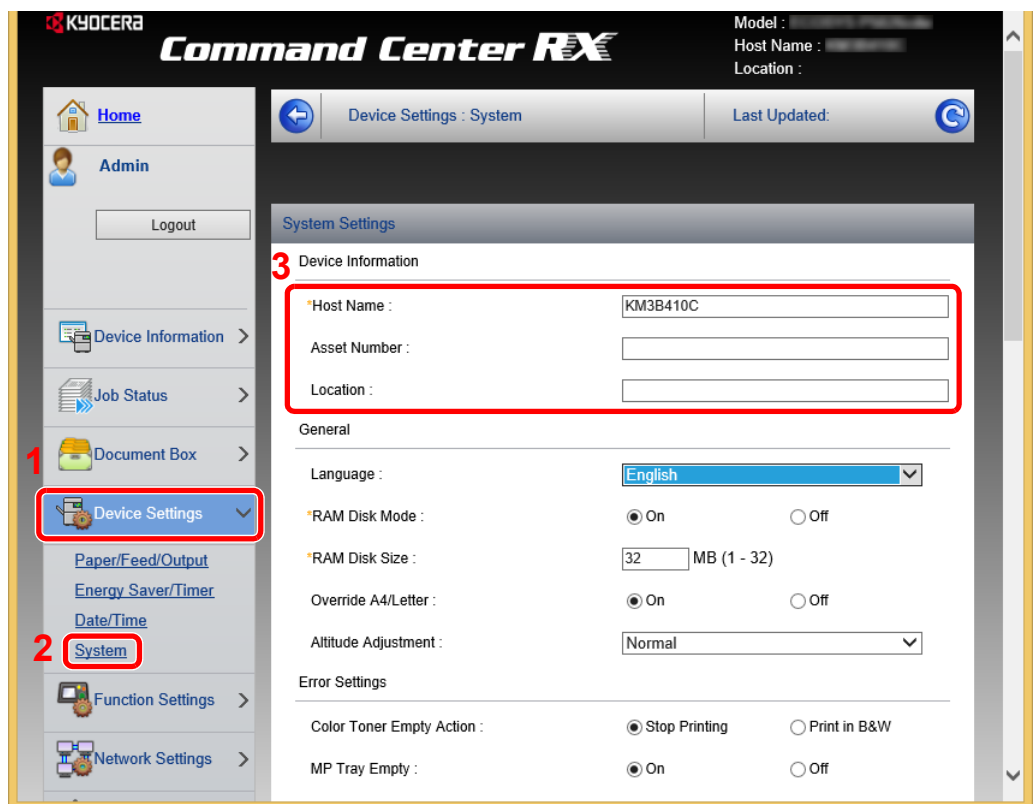 KYOCERA
Command Center RX
Model :
Host Name :
Location :
Home
Admin
Logout
Device Information
Job Status
1
Document Box
Device Settings
Paper/Feed/Output
Energy Saver/Timer
Date/Time
2
System
Function Settings
Network Settings
Device Settings : System
Last Updated:
System Settings
Device Information
3
*Host Name : KM3B410C
Asset Number :
Location :
General
Language : English
*RAM Disk Mode : On Off
*RAM Disk Size : 32 MB (1 - 32)
Override A4/Letter : On Off
Altitude Adjustment : Normal
Error Settings
Color Toner Empty Action : Stop Printing Print in B&W
MP Tray Empty : On Off